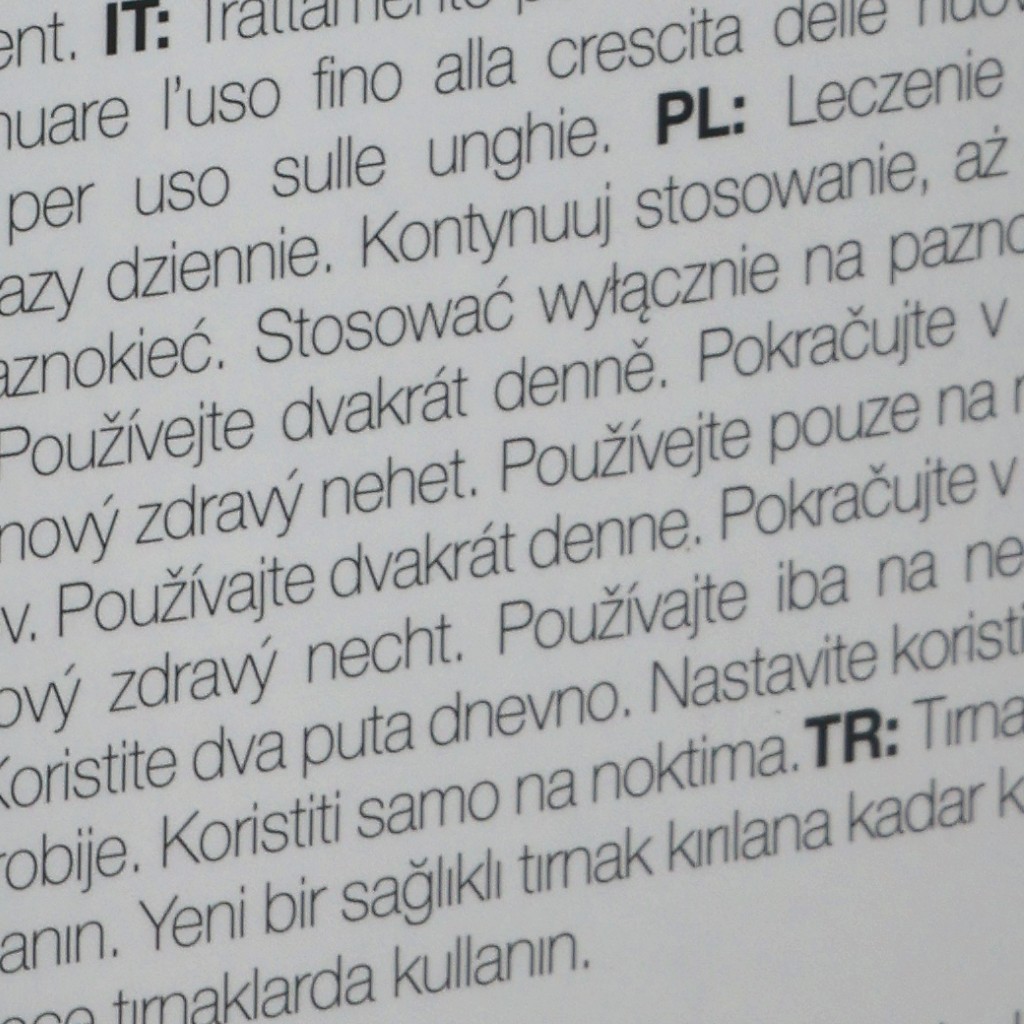 ent. IT: Trattamento
nuare l'uso fino alla crescita delle
per uso sulle unghie. PL: Leczenie
azy dziennie. Kontynuuj stosowanie, aż
aznokieć. Stosować wyłącznie na pazno
Používejte dvakrát denně. Pokračujte v
nový zdravý nehet. Používejte pouze na n
v. Používajte dvakrát denne. Pokračujte v
ový zdravý necht. Používajte iba na ne
Koristite dva puta dnevno. Nastavite koristi
robije. Koristiti samo na noktima. TR: Tırna
anın. Yeni bir sağlıklı tırnak kırılana kadar k
tırnaklarda kullanın.